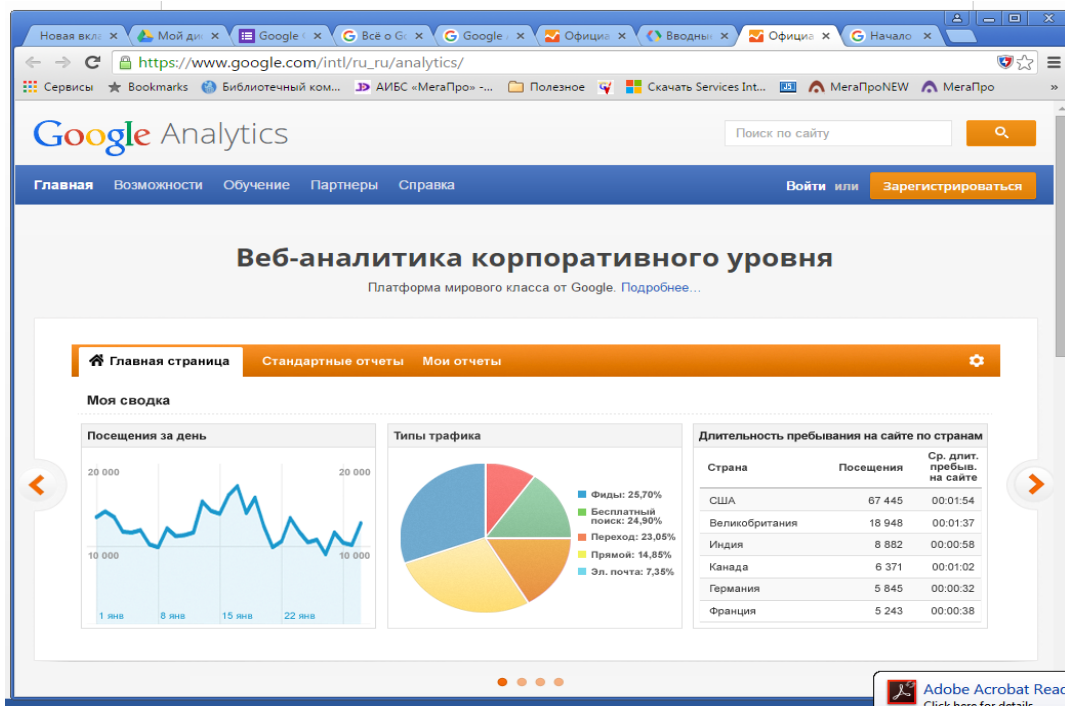 Новая вкл
Мой ди
Google
Всё о Go
Google
Официа
Вводны
Официа
Начало
https://www.google.com/intl/ru_ru/analytics/
Сервисы
Bookmarks
Библиотечный ком...
АИБС «МегаПро» -...
Полезное
Скачать Services Int...
МегаПроNEW
МегаПро
»
Google Analytics
Поиск по сайту
Главная Возможности Обучение Партнеры Справка
Войти или Зарегистрироваться
Веб-аналитика корпоративного уровня
Платформа мирового класса от Google. Подробнее...
Главная страница Стандартные отчеты Мои отчеты
Моя сводка
Посещения за день
20 000 20 000
10 000 10 000
1 янв 8 янв 15 янв 22 янв
Типы трафика
Фиды: 25,70%
Бесплатный
поиск: 24,90%
Переход: 23,05%
Прямой: 14,85%
Эл. почта: 7,35%
Длительность пребывания на сайте по странам
Страна Посещения Ср. длит.
пребыв.
на сайте
США 67 445 00:01:54
Великобритания 18 948 00:01:37
Индия 8 882 00:00:58
Канада 6 371 00:01:02
Германия 5 845 00:00:32
Франция 5 243 00:00:38
Adobe Acrobat Read
Click here for details